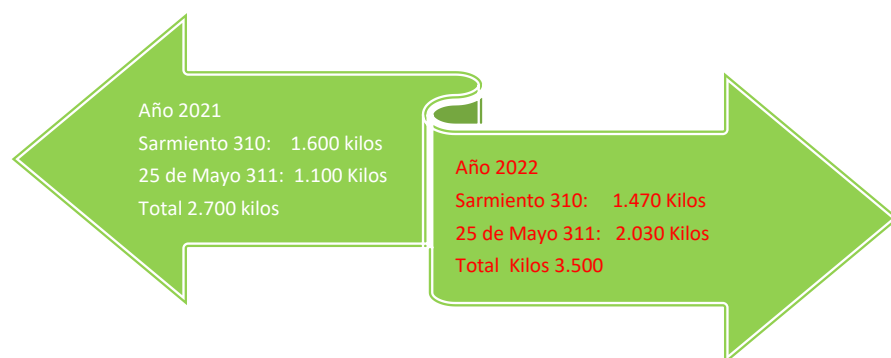 Año 2021
Sarmiento 310: 1.600 kilos
25 de Mayo 311: 1.100 Kilos
Total 2.700 kilos
Año 2022
Sarmiento 310: 1.470 Kilos
25 de Mayo 311: 2.030 Kilos
Total Kilos 3.500